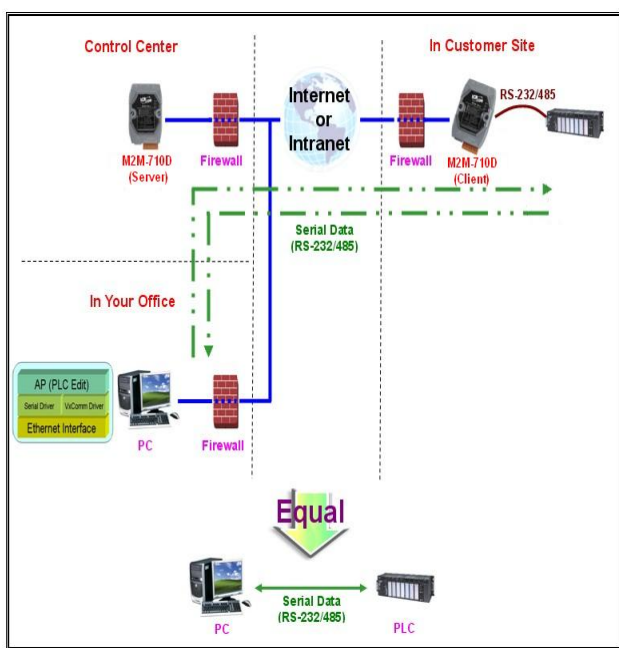 Control Center
In Customer Site
Internet
or
Intranet
RS-232/485
M2M-710D
(Server)
Firewall
Firewall
M2M-710D
(Client)
Serial Data
(RS-232/485)
In Your Office
AP (PLC Edit)
Serial Driver
VxComm Driver
Ethernet Interface
PC
Firewall
Equal
Serial Data
(RS-232/485)
PC
PLC